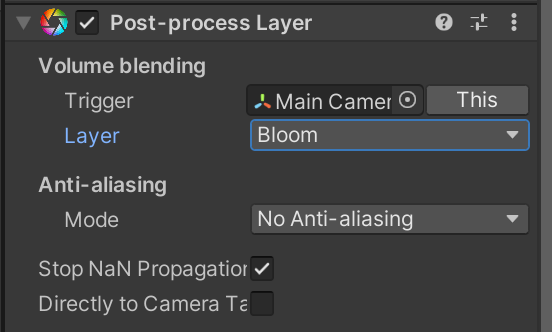 Post-process Layer
Volume blending
Trigger Main Camer This
Layer Bloom
Anti-aliasing
Mode No Anti-aliasing
Stop NaN Propagation
Directly to Camera Ta